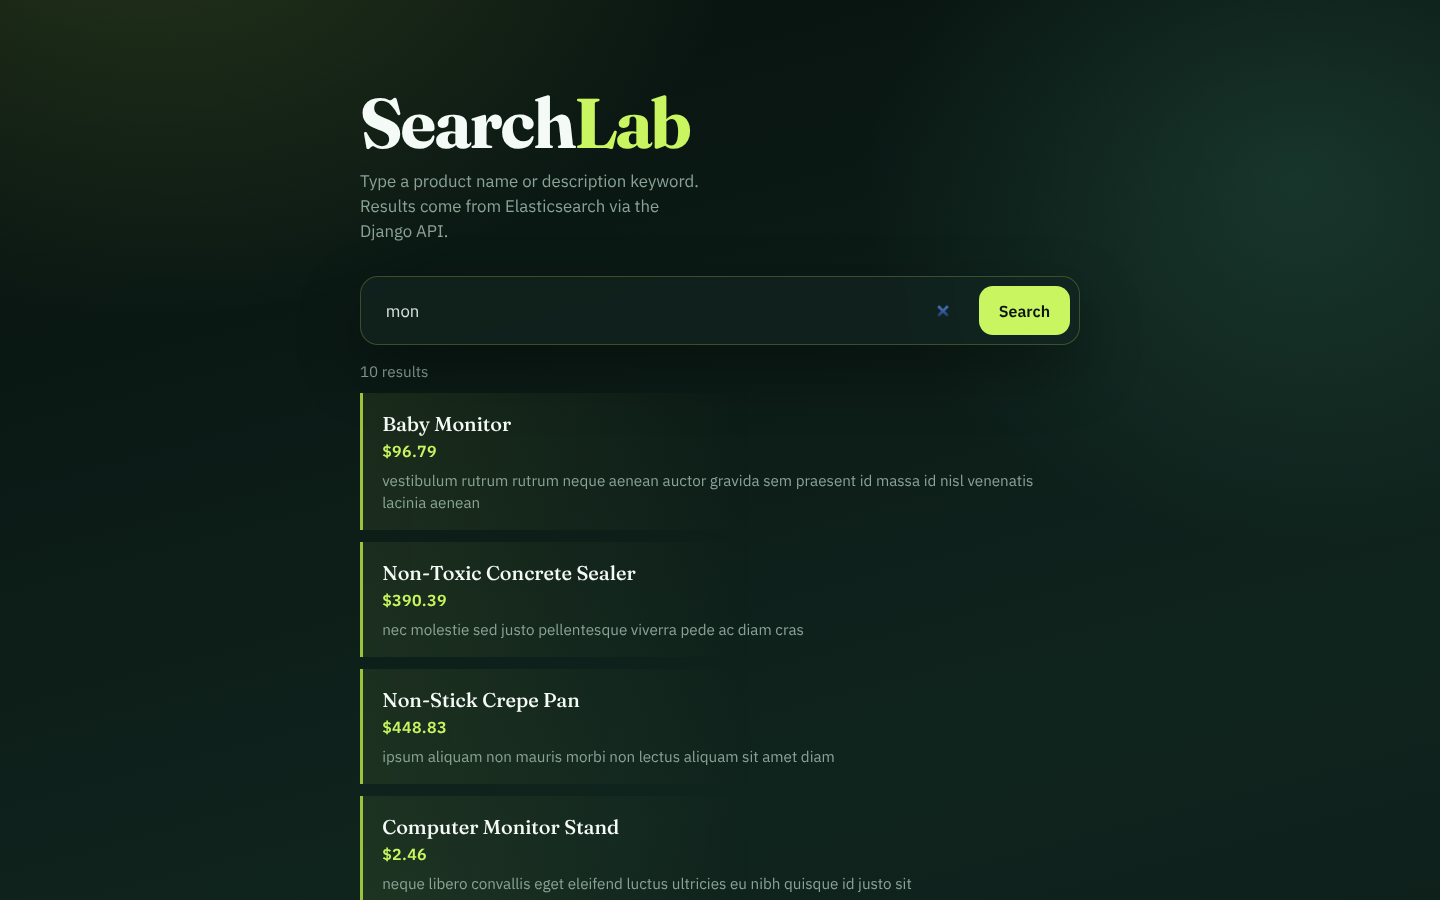 SearchLab
Type a product name or description keyword.
Results come from Elasticsearch via the
Django API.
mon
Search
10 results
Baby Monitor
$96.79
vestibulum rutrum rutrum neque aenean auctor gravida sem praesent id massa id nisl venenatis
lacinia aenean
Non-Toxic Concrete Sealer
$390.39
nec molestie sed justo pellentesque viverra pede ac diam cras
Non-Stick Crepe Pan
$448.83
ipsum aliquam non mauris morbi non lectus aliquam sit amet diam
Computer Monitor Stand
$2.46
neque libero convallis eget eleifend luctus ultricies eu nibh quisque id justo sit